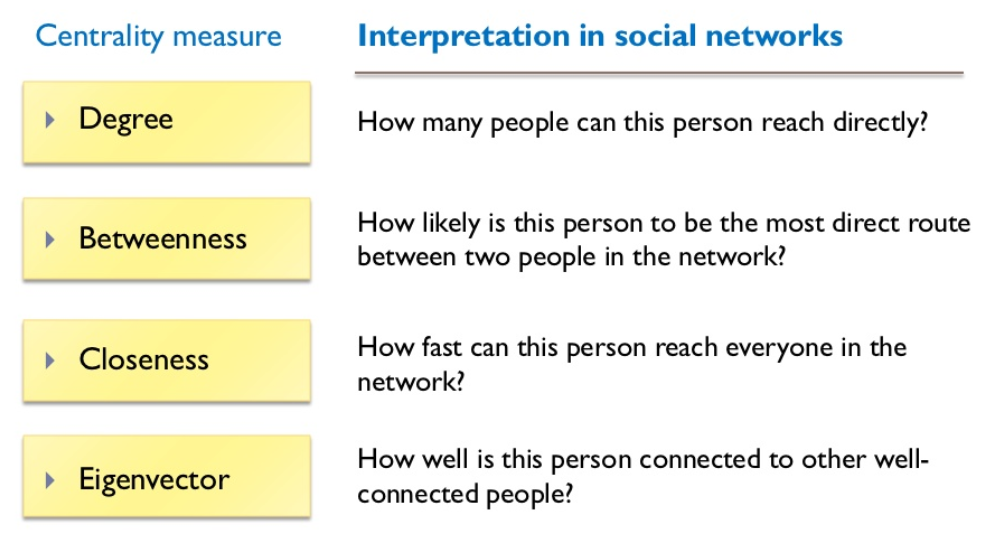 Centrality measure Interpretation in social networks
Degree How many people can this person reach directly?
Betweenness How likely is this person to be the most direct route
between two people in the network?
Closeness How fast can this person reach everyone in the
network?
Eigenvector How well is this person connected to other well-
connected people?